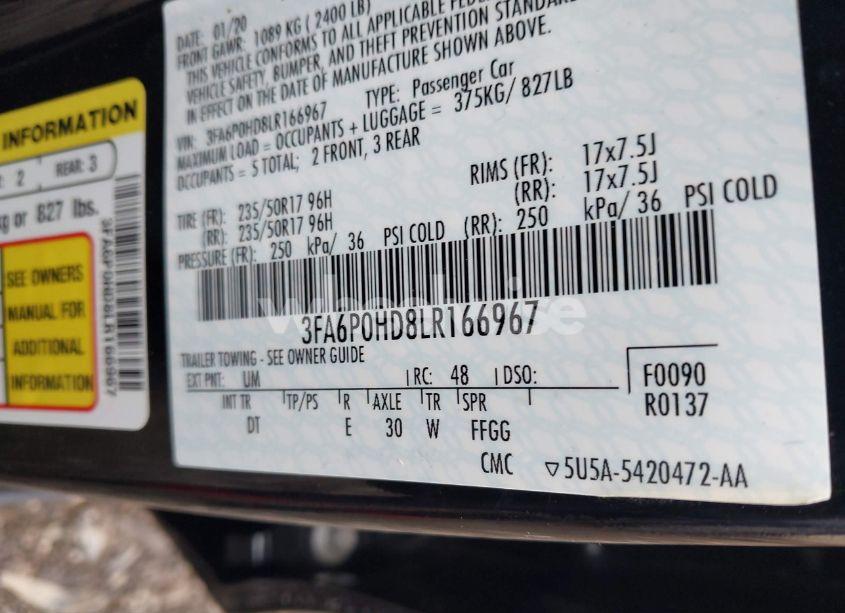 DATE: 01/20
FRONT GAWR: 1089 KG ( 2400 LB)
THIS VEHICLE CONFORMS TO ALL APPLICABLE
VEHICLE SAFETY, BUMPER, AND THEFT PREVENTION
IN EFFECT ON THE DATE OF MANUFACTURE SHOWN ABOVE.
VIN: 3FA6P0HD8LR166967 TYPE: Passenger Car
MAXIMUM LOAD = OCCUPANTS + LUGGAGE = 375KG/ 827LB
OCCUPANTS = 5 TOTAL; 2 FRONT, 3 REAR
RIMS (FR): 17x7.5J
(RR): 17x7.5J
TIRE (FR): 235/50R17 96H
(RR): 235/50R17 96H
PRESSURE (FR): 250 kPa/ 36 PSI COLD (RR): 250 kPa/ 36 PSI COLD
3FA6P0HD8LR166967
TRAILER TOWING - SEE OWNER GUIDE
EXT PNT: UM RC: 48 DSO:
INT TR TP/PS R AXLE TR SPR
DT E 30 W FFGG
F0090
R0137
CMC ▽5U5A-5420472-AA
INFORMATION
2 REAR: 3
kg or 827 lbs.
SEE OWNERS
MANUAL FOR
ADDITIONAL
INFORMATION
3FA6P0HD8LR166967